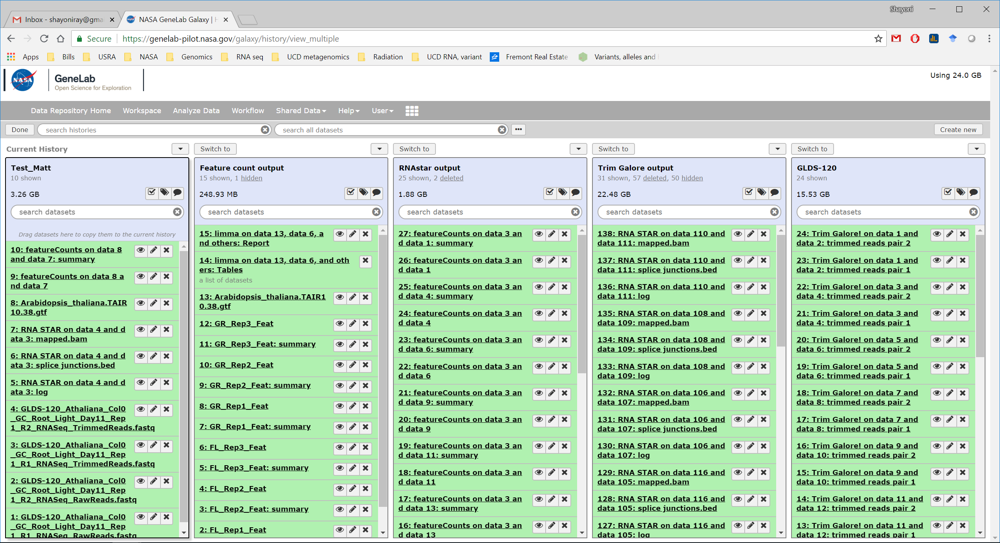 Shayoni
Inbox - shayoniray@gmai
NASA GeneLab Galaxy | H
Secure
https://genelab-pilot.nasa.gov/galaxy/history/view_multiple
Apps Bills USRA NASA Genomics RNA seq UCD metagenomics Radiation UCD RNA, variant Fremont Real Estate Variants, alleles and
NASA
GeneLab
Open Science for Exploration
Using 24.0 GB
Data Repository Home Workspace Analyze Data Workflow Shared Data Help User
Done search histories search all datasets ... Create new
Current History
Test_Matt
10 shown
3.26 GB
search datasets
Drag datasets here to copy them to the current history
10: featureCounts on data 8
and data 7: summary
9: featureCounts on data 8 a
nd data 7
8: Arabidopsis_thaliana.TAIR
10.38.gtf
7: RNA STAR on data 4 and d
ata 3: mapped.bam
6: RNA STAR on data 4 and d
ata 3: splice junctions.bed
5: RNA STAR on data 4 and d
ata 3: log
4: GLDS-120_Athaliana_Col0
_GC_Root_Light_Day11_Rep
1_R2_RNASeq_TrimmedReads.fastq
3: GLDS-120_Athaliana_Col0
_GC_Root_Light_Day11_Rep
1_R1_RNASeq_TrimmedReads.fastq
2: GLDS-120_Athaliana_Col0
_GC_Root_Light_Day11_Rep
1_R2_RNASeq_RawReads.fastq
1: GLDS-120_Athaliana_Col0
_GC_Root_Light_Day11_Rep
1_R1_RNASeq_RawReads.fastq
Switch to
Feature count output
15 shown, 1 hidden
248.93 MB
search datasets
15: limma on data 13, data 6, a
nd others: Report
14: limma on data 13, data 6, and oth
ers: Tables
a list of datasets
13: Arabidopsis_thaliana.TAIR1
0.38.gtf
12: GR_Rep3_Feat
11: GR_Rep3_Feat: summary
10: GR_Rep2_Feat
9: GR_Rep2_Feat: summary
8: GR_Rep1_Feat
7: GR_Rep1_Feat: summary
6: FL_Rep3_Feat
5: FL_Rep3_Feat: summary
4: FL_Rep2_Feat
3: FL_Rep2_Feat: summary
2: FL_Rep1_Feat
Switch to
RNAstar output
25 shown, 2 deleted
1.88 GB
search datasets
27: featureCounts on data 3 an
d data 1: summary
26: featureCounts on data 3 an
d data 1
25: featureCounts on data 3 an
d data 4: summary
24: featureCounts on data 3 an
d data 4
23: featureCounts on data 3 an
d data 6: summary
22: featureCounts on data 3 an
d data 6
21: featureCounts on data 3 an
d data 9: summary
20: featureCounts on data 3 an
d data 9
19: featureCounts on data 3 an
d data 11: summary
18: featureCounts on data 3 an
d data 11
17: featureCounts on data 3 an
d data 13: summary
16: featureCounts on data 3 an
d data 13
Switch to
Trim Galore output
31 shown, 57 deleted, 50 hidden
22.48 GB
search datasets
138: RNA STAR on data 110 and
data 111: mapped.bam
137: RNA STAR on data 110 and
data 111: splice junctions.bed
136: RNA STAR on data 110 and
data 111: log
135: RNA STAR on data 108 and
data 109: mapped.bam
134: RNA STAR on data 108 and
data 109: splice junctions.bed
133: RNA STAR on data 108 and
data 109: log
132: RNA STAR on data 106 and
data 107: mapped.bam
131: RNA STAR on data 106 and
data 107: splice junctions.bed
130: RNA STAR on data 106 and
data 107: log
129: RNA STAR on data 116 and
data 105: mapped.bam
128: RNA STAR on data 116 and
data 105: splice junctions.bed
127: RNA STAR on data 116 and
data 105: log
Switch to
GLDS-120
24 shown
15.53 GB
search datasets
24: Trim Galore! on data 1 and
data 2: trimmed reads pair 2
23: Trim Galore! on data 1 and
data 2: trimmed reads pair 1
22: Trim Galore! on data 3 and
data 4: trimmed reads pair 2
21: Trim Galore! on data 3 and
data 4: trimmed reads pair 1
20: Trim Galore! on data 5 and
data 6: trimmed reads pair 2
19: Trim Galore! on data 5 and
data 6: trimmed reads pair 1
18: Trim Galore! on data 7 and
data 8: trimmed reads pair 2
17: Trim Galore! on data 7 and
data 8: trimmed reads pair 1
16: Trim Galore! on data 9 and
data 10: trimmed reads pair 2
15: Trim Galore! on data 9 and
data 10: trimmed reads pair 1
14: Trim Galore! on data 11 and
data 12: trimmed reads pair 2
13: Trim Galore! on data 11 and
data 12: trimmed reads pair 1